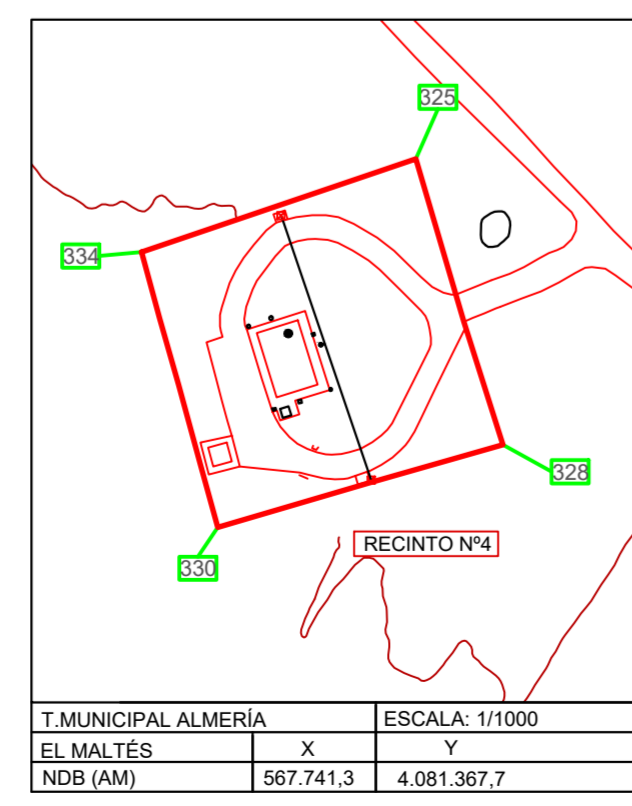 325
334
328
RECINTO Nº4
330
T.MUNICIPAL ALMERÍA ESCALA: 1/1000
EL MALTÉS X Y
NDB (AM) 567.741,3 4.081.367,7